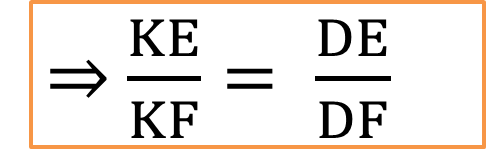 ⇒ KE/KF = DE/DF